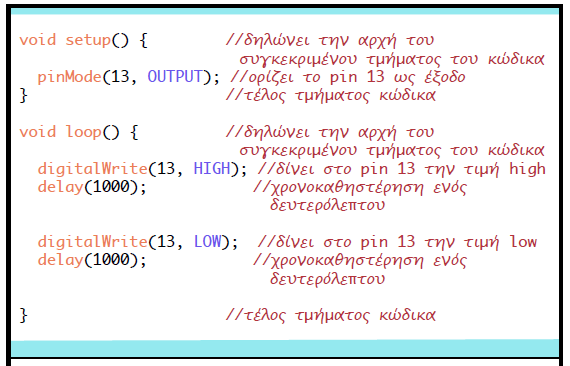 void setup() { //δηλώνει την αρχή του
συγκεκριμένου τμήματος του κώδικα
pinMode(13, OUTPUT); //ορίζει το pin 13 ως έξοδο
} //τέλος τμήματος κώδικα
void loop() { //δηλώνει την αρχή του
συγκεκριμένου τμήματος του κώδικα
digitalWrite(13, HIGH); //δίνει στο pin 13 την τιμή high
delay(1000); //χρονοκαθηστέρηση ενός
δευτερόλεπτου
digitalWrite(13, LOW); //δίνει στο pin 13 την τιμή low
delay(1000); //χρονοκαθηστέρηση ενός
δευτερόλεπτου
} //τέλος τμήματος κώδικα